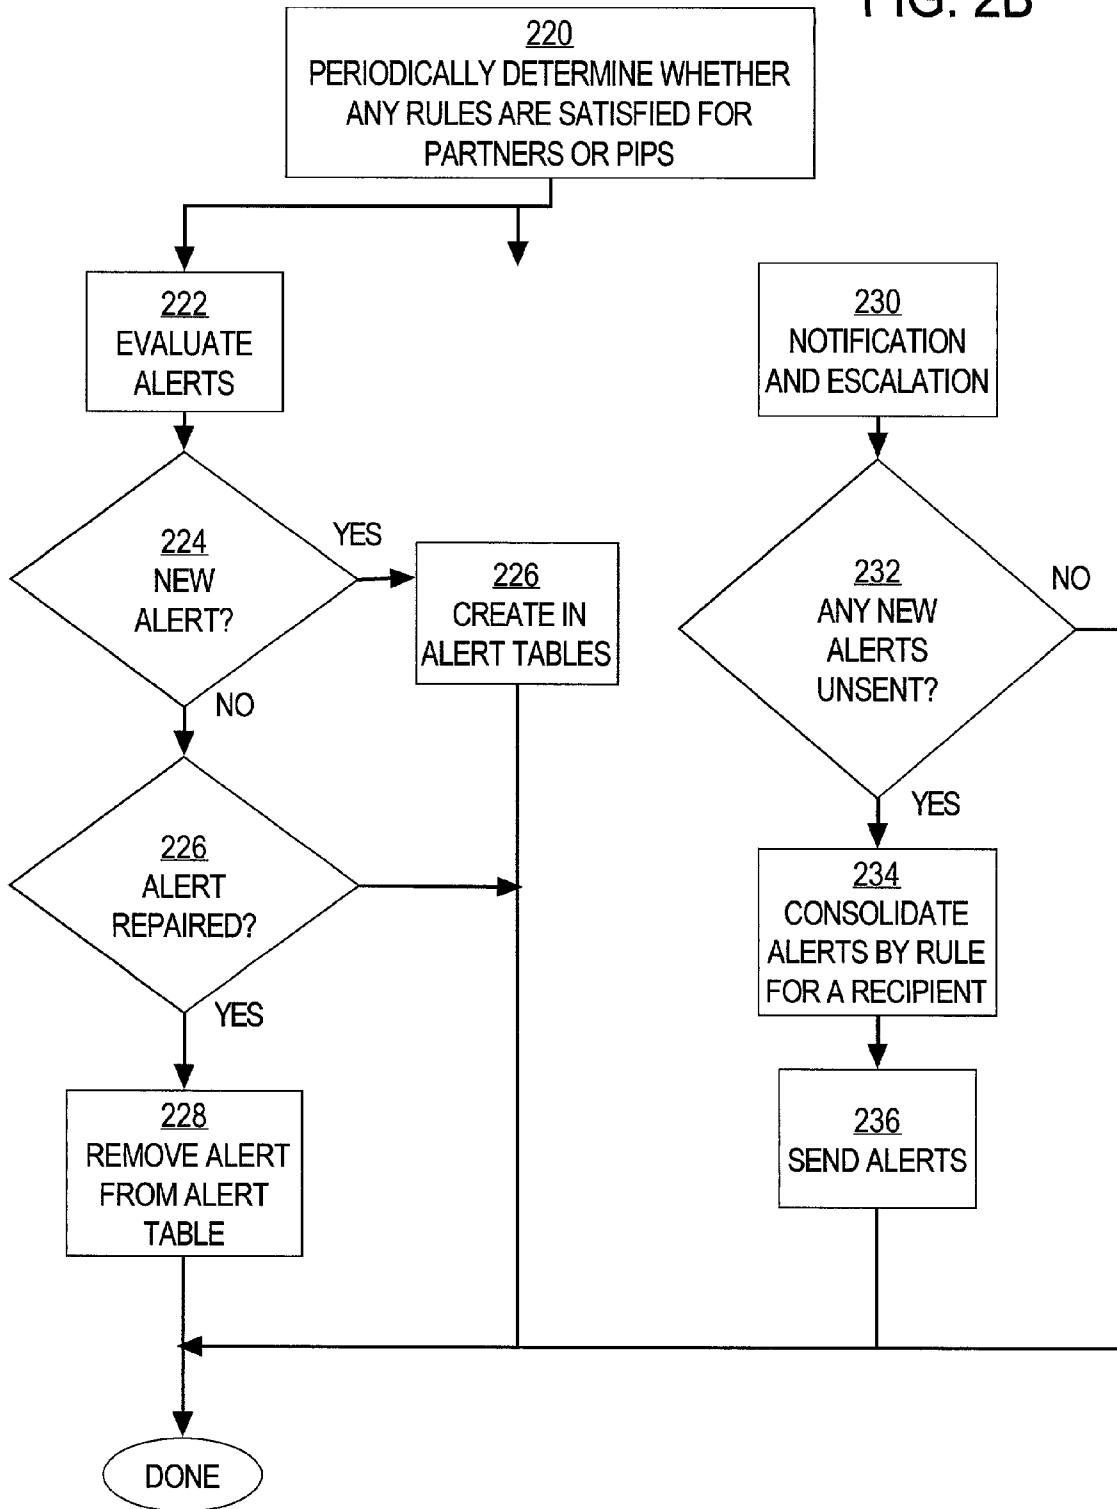 FIG. 2B
220
PERIODICALLY DETERMINE WHETHER
ANY RULES ARE SATISFIED FOR
PARTNERS OR PIPS
222
EVALUATE
ALERTS
224
NEW
ALERT?
YES
NO
226
CREATE IN
ALERT TABLES
226
ALERT
REPAIRED?
YES
228
REMOVE ALERT
FROM ALERT
TABLE
230
NOTIFICATION
AND ESCALATION
232
ANY NEW
ALERTS
UNSENT?
NO
YES
234
CONSOLIDATE
ALERTS BY RULE
FOR A RECIPIENT
236
SEND ALERTS
DONE